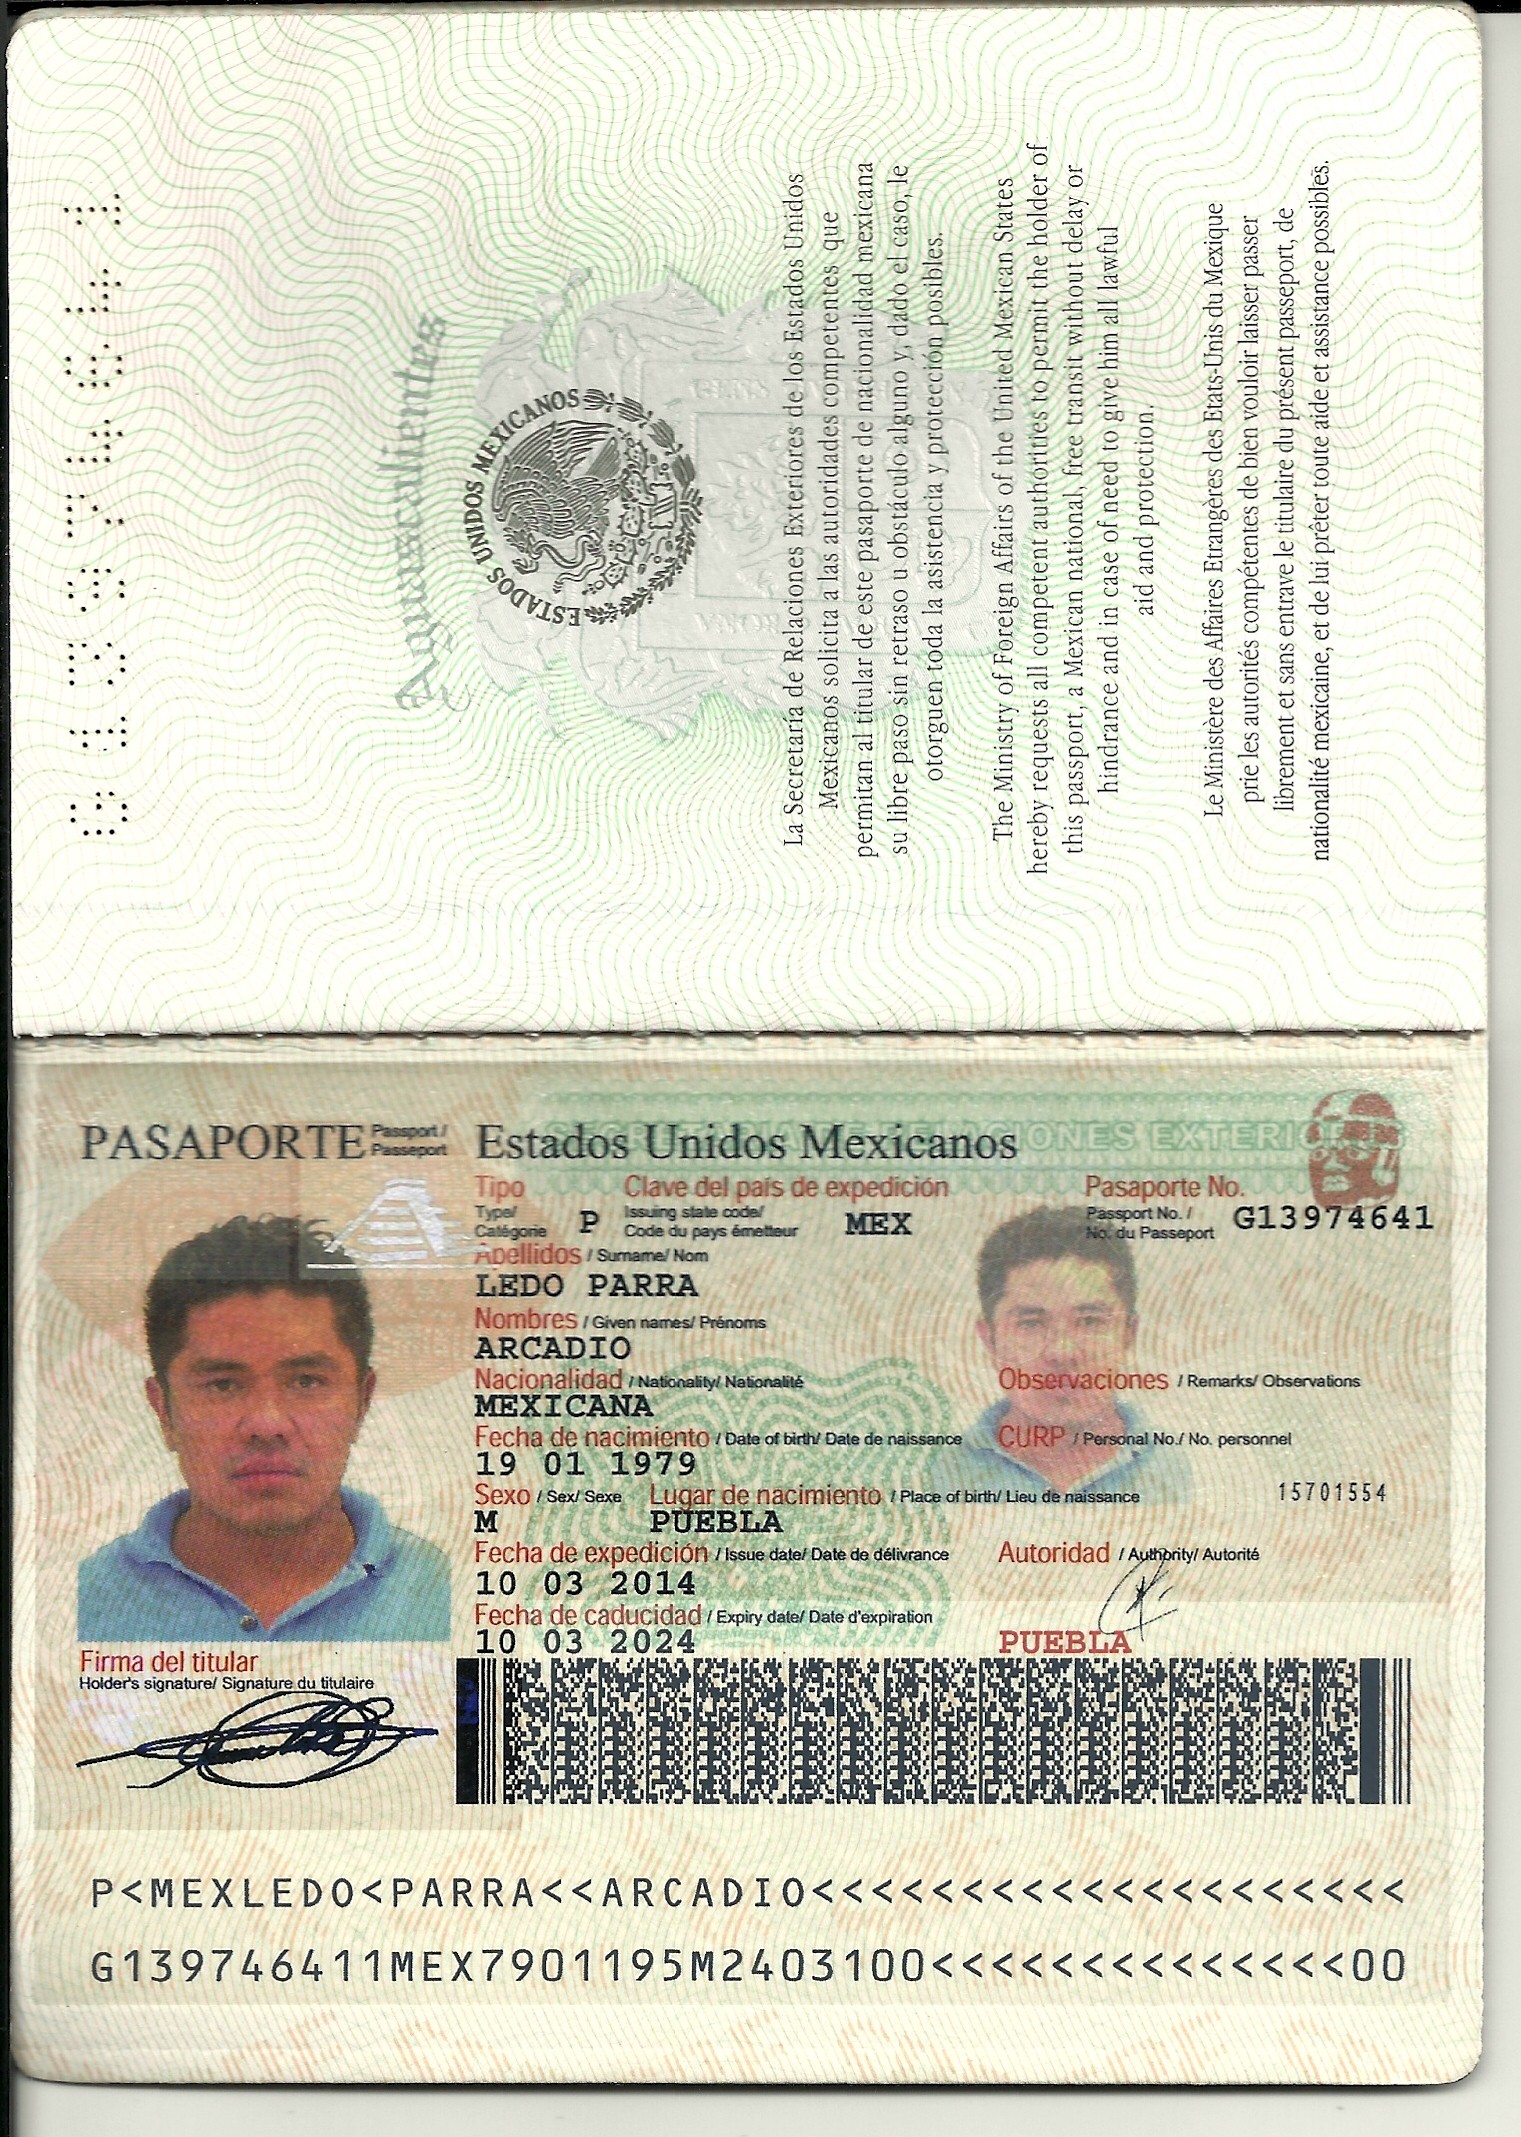 G13974641
Aguascalientes
ESTADOS UNIDOS MEXICANOS
La Secretaría de Relaciones Exteriores de los Estados Unidos
Mexicanos solicita a las autoridades competentes que
permitan al titular de este pasaporte de nacionalidad mexicana
su libre paso sin retraso u obstáculo alguno y, dado el caso, le
otorguen toda la asistencia y protección posibles.
The Ministry of Foreign Affairs of the United Mexican States
hereby requests all competent authorities to permit the holder of
this passport, a Mexican national, free transit without delay or
hindrance and in case of need to give him all lawful
aid and protection.
Le Ministère des Affaires Etrangères des Etats-Unis du Mexique
prie les autorités compétentes de bien vouloir laisser passer
librement et sans entrave le titulaire du présent passeport, de
nationalité mexicaine, et de lui prêter toute aide et assistance possibles.
PASAPORTE Passport / Passeport Estados Unidos Mexicanos
Tipo Clave del país de expedición Pasaporte No.
Type/ Catégorie P Issuing state code/ Code du pays émetteur MEX Passport No. / No. du Passeport G13974641
Apellidos / Surname/ Nom
LEDO PARRA
Nombres / Given names/ Prénoms
ARCADIO
Nacionalidad / Nationality/ Nationalité Observaciones / Remarks/ Observations
MEXICANA
Fecha de nacimiento / Date of birth/ Date de naissance CURP / Personal No./ No. personnel
19 01 1979
Sexo / Sex/ Sexe Lugar de nacimiento / Place of birth/ Lieu de naissance 15701554
M PUEBLA
Fecha de expedición / Issue date/ Date de délivrance Autoridad / Authority/ Autorité
10 03 2014
Fecha de caducidad / Expiry date/ Date d'expiration
10 03 2024 PUEBLA
Firma del titular
Holder's signature/ Signature du titulaire
P<MEXLEDO<PARRA<<ARCADIO<<<<<<<<<<<<<<<<<<<<
G139746411MEX7901195M2403100<<<<<<<<<<<<<<00